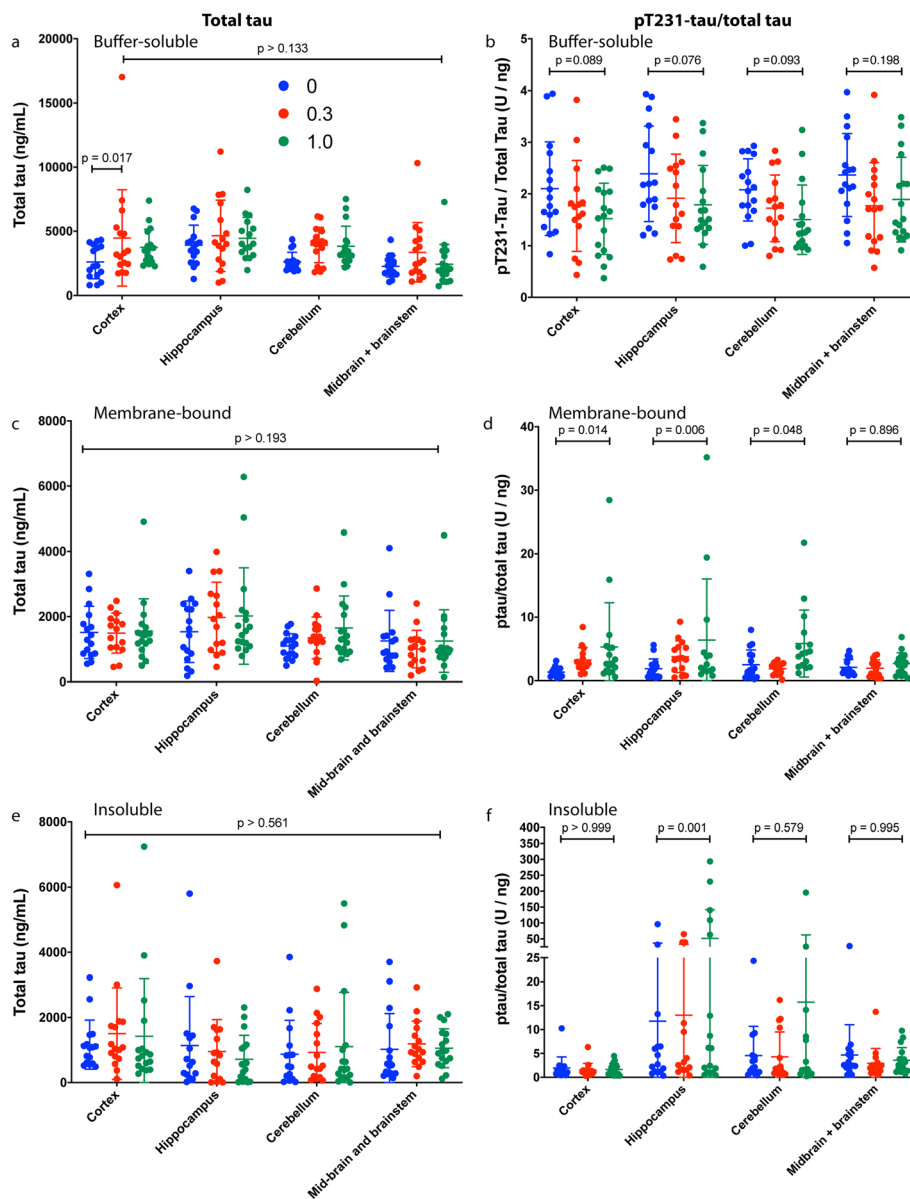 Total tau
pT231-tau/total tau
a
Buffer-soluble
p > 0.133
0
0.3
1.0
p = 0.017
Total tau (ng/mL)
20000
15000
10000
5000
0
Cortex
Hippocampus
Cerebellum
Midbrain + brainstem
b
Buffer-soluble
p =0.089
p =0.076
p =0.093
p =0.198
pT231-Tau / Total Tau (U / ng)
5
4
3
2
1
0
Cortex
Hippocampus
Cerebellum
Midbrain + brainstem
c
Membrane-bound
p > 0.193
Total tau (ng/mL)
8000
6000
4000
2000
0
Cortex
Hippocampus
Cerebellum
Mid-brain and brainstem
d
Membrane-bound
p = 0.014
p = 0.006
p = 0.048
p = 0.896
ptau/total tau (U / ng)
40
30
20
10
0
Cortex
Hippocampus
Cerebellum
Midbrain + brainstem
e
Insoluble
p > 0.561
Total tau (ng/mL)
8000
6000
4000
2000
0
Cortex
Hippocampus
Cerebellum
Mid-brain and brainstem
f
Insoluble
p > 0.999
p = 0.001
p = 0.579
p = 0.995
ptau/total tau (U / ng)
400
350
300
250
200
150
100
50
25
20
15
10
5
0
Cortex
Hippocampus
Cerebellum
Midbrain + brainstem